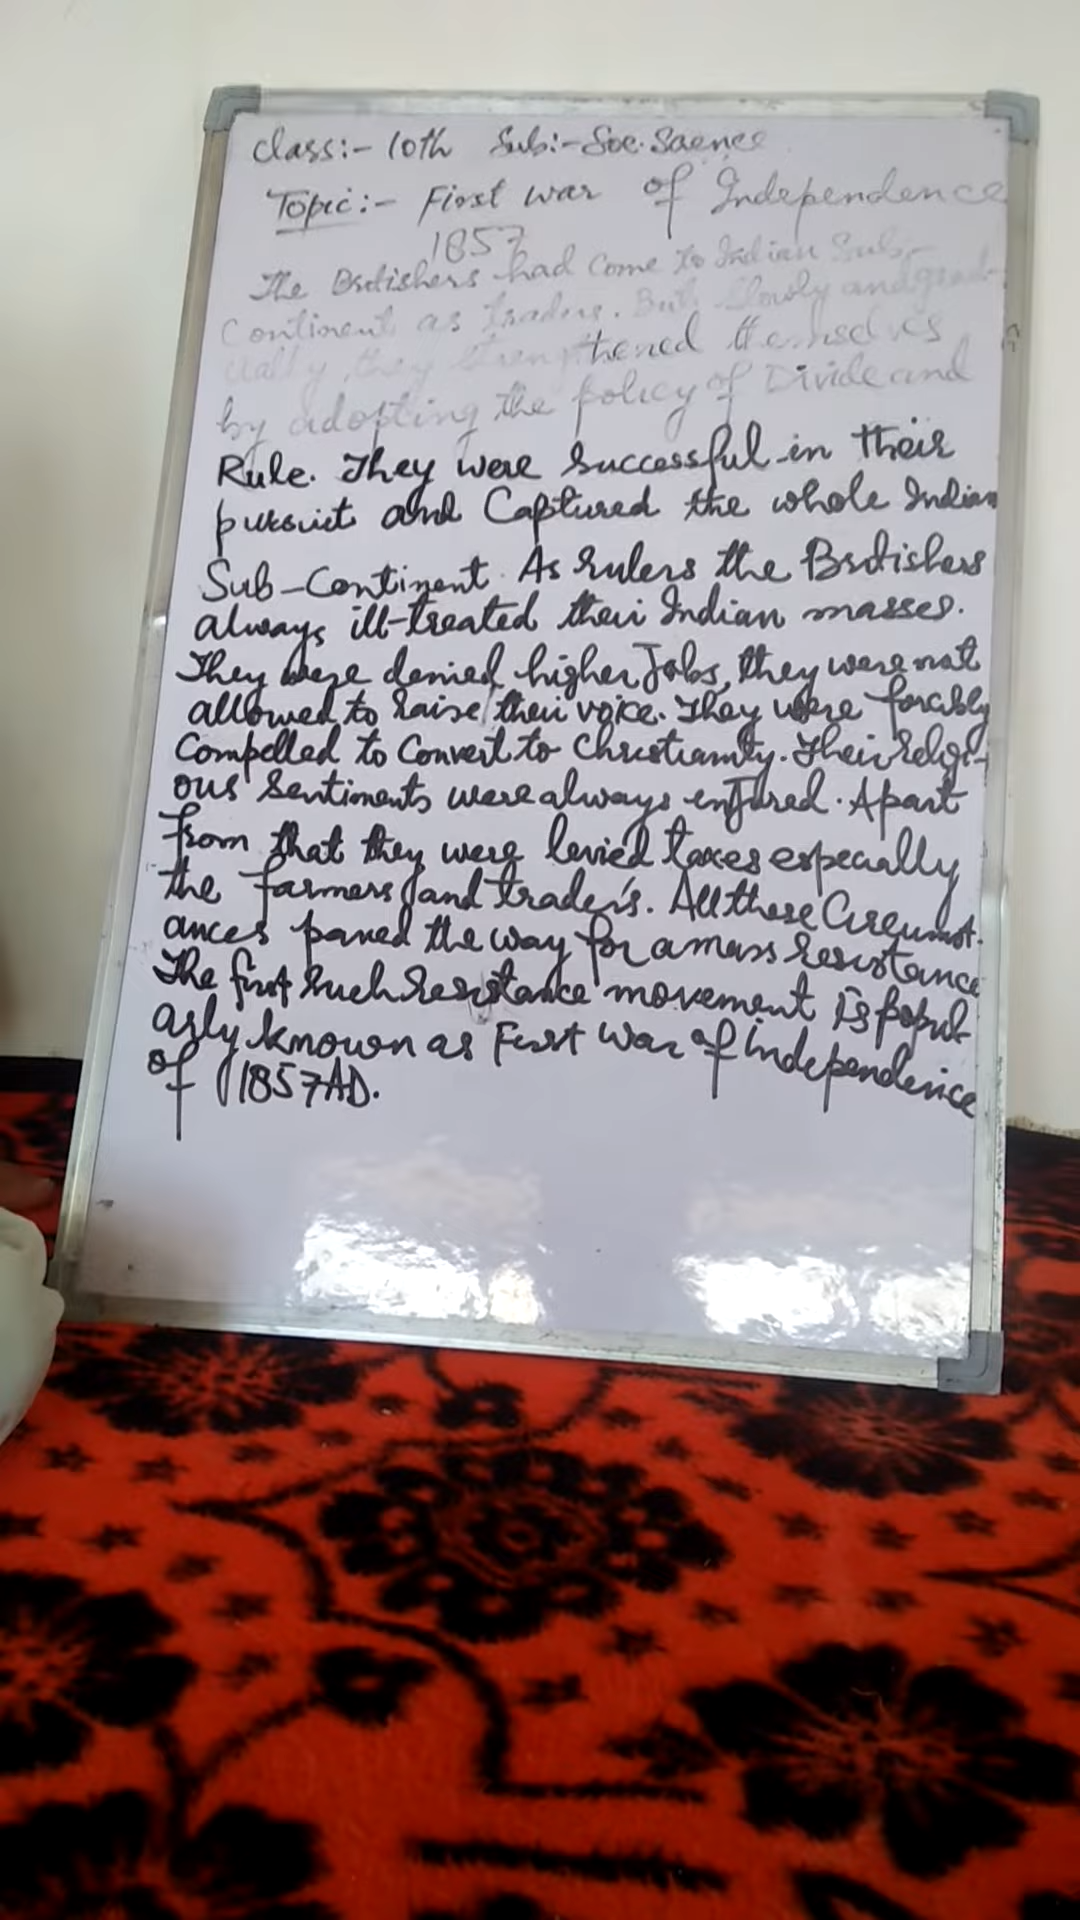 Class:- 10th Sub:- Soc. Science
Topic:- First war of Independence
1857
The Britishers had come to Indian Sub-
Continent as traders. But slowly and grad-
ually, they strengthened themselves
by adopting the policy of Divide and
Rule. They were successful in their
pursuit and Captured the whole Indian
Sub-Continent. As rulers the Britishers
always ill-treated their Indian masses.
They were denied higher Jobs, they were not
allowed to raise their voice. They were forcibly
Compelled to Convert to Christianity. Their religi-
ous Sentiments were always enjured. Apart
from that they were levied taxes especially
the farmers and trader's. All these Circumst-
ances paved the way for a mass resistance
The first such resistance movement is popul-
arly known as First War of Independence
of 1857AD.